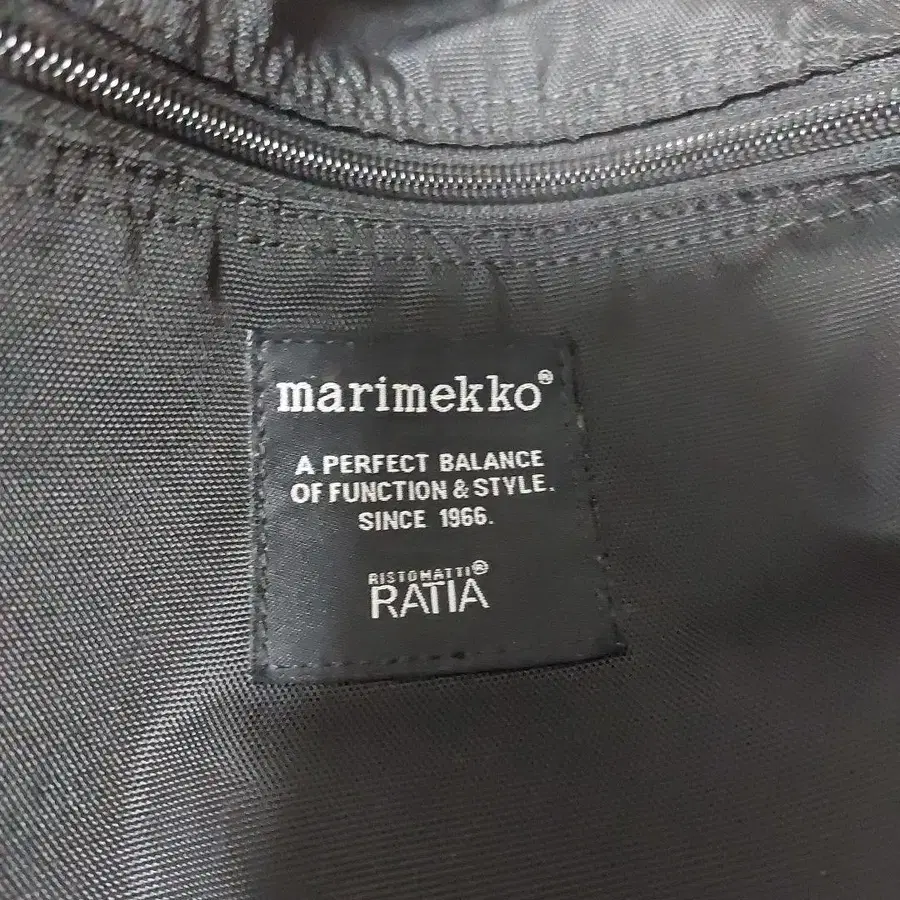 marimekko®
A PERFECT BALANCE
OF FUNCTION & STYLE.
SINCE 1966.
RISTOMATTI®
RATIA